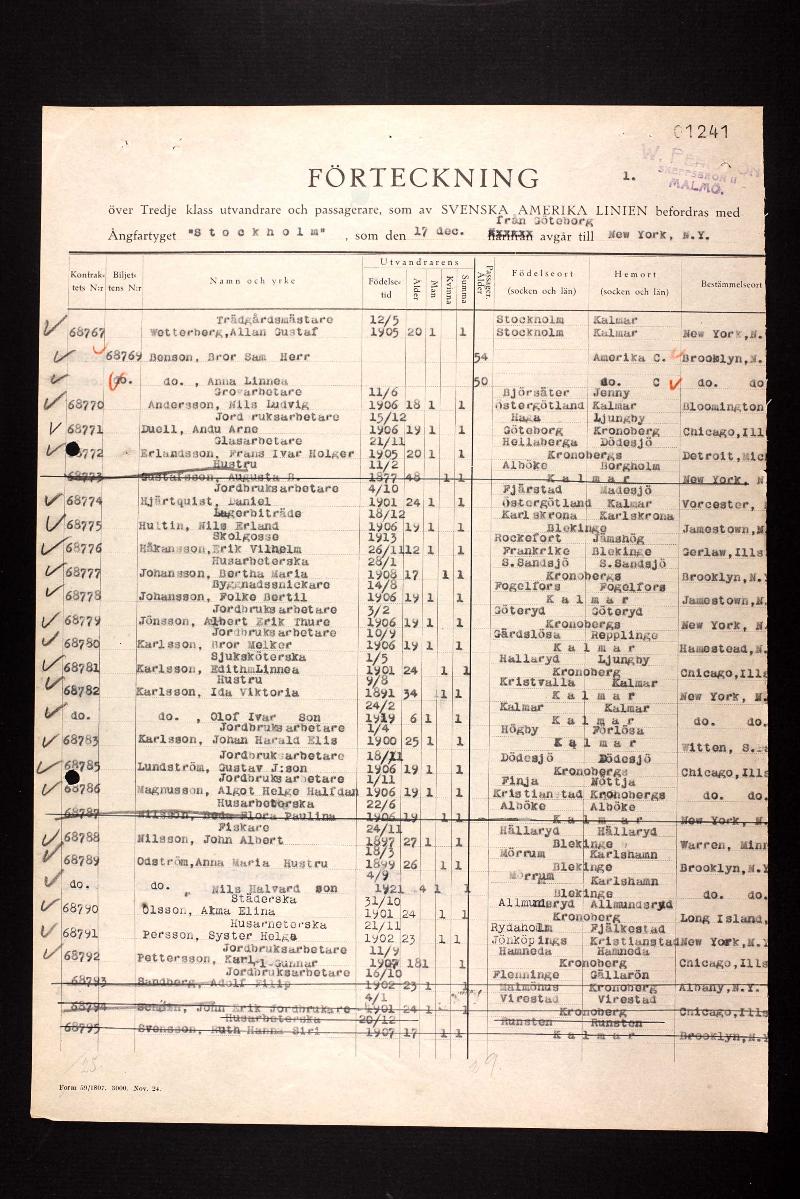 01241
W. PE
SKEPPSBRON 11
MALMÖ.
FÖRTECKNING 1.
över Tredje klass utvandrare och passagerare, som av SVENSKA AMERIKA LINIEN befordras med
från Göteborg
Ångfartyget "Stockholm", som den 17 dec. härifrån avgår till New York, N.Y.
Kontrak-tets N:r Biljet-tens N:r Namn och yrke Utvandrarens Födelse-tid Ålder Man Kvinna Summa Passager. Ålder Födelseort (socken och län) Hemort (socken och län) Bestämmelseort
Trädgårdsmästare 12/5 Stockholm Kalmar
68767 Wetterberg,Allan Gustaf 1905 20 1 1 Stockholm Kalmar New York,N.
68769 Benson, Bror Sam Herr 54 Amerika C. Brooklyn,N.
do. do. , Anna Linnea 50 do. C do. do
Grovarbetare 11/6 Björsäter Jenny
68770 Andersson, Nils Ludvig 1906 18 1 1 Östergötland Kalmar Bloomington
Jord ruksarbetare 15/12 Haga Ljungby
68771 Duell, Andu Arne 1906 19 1 1 Göteborg Kronoberg Chicago,Ill
Glasarbetare 21/11 Hellaberga Dödesjö
772 Erlandsson, Frans Ivar Holger 1905 20 1 1 Kronobergs Detroit,Mic
Hustru 11/2 Alböke Borgholm
68773 Gustafsson, Augusta B. 1877 48 1 1 Kalmar New York, N
Jordbruksarbetare 4/10 Fjärstad Madesjö
68774 Hjärtquist, Daniel 1901 24 1 1 Östergötland Kalmar Vorcester,
Lagerbiträde 18/12 Karlskrona Karlskrona
68775 Hultin, Nils Erland 1906 19 1 1 Blekinge Jamestown,N.
Skolgosse 1913 Rockefort Jämshög
68776 Håkansson,Erik Vilhelm 26/11 12 1 1 Frankrike Blekinge Gerlaw,Ills
Husarbeterska 28/1 S.Sandsjö S.Sandsjö
68777 Johansson, Bertha Maria 1908 17 1 1 Kronobergs Brooklyn,N.Y
Byggnadssnickare 14/8 Fogelfors Fogelfors
68778 Johansson, Folke Bertil 1906 19 1 1 Kalmar Jamestown,N
Jordbruksarbetare 3/2 Göteryd Göteryd
68779 Jönsson, Albert Erik Thure 1906 19 1 1 Kronobergs New York, N
Jordbruksarbetare 10/9 Gärdslösa Repplinge
68780 Karlsson, Bror Melker 1906 19 1 1 Kalmar Hamestead,N
Sjuksköterska 1/5 Hallaryd Ljungby
68781 Karlsson, EdithmLinnea 1901 24 1 1 Kronoberg Chicago,Ills
Hustru 9/8 Kristvalla Kalmar
68782 Karlsson, Ida Viktoria 1891 34 1 1 Kalmar New York, N.
24/2 Kalmar Kalmar
do. do. , Olof Ivar Son 1919 6 1 1 Kalmar do. do.
Jordbruksarbetare 1/4 Högby Förlösa
68783 Karlsson, Johan Harald Elis 1900 25 1 1 Kalmar Witten, S.
Jordbruksarbetare 18/11 Dödesjö Dödesjö
68785 Lundström, Gustav J:son 1906 19 1 1 Kronobergs Chicago,Ills
Jordbruksarbetare 1/11 Finja Nöttja
68786 Magnusson, Algot Helge Halfdan 1906 19 1 1 Kristianstad Kronobergs do. do.
Husarbeterska 22/6 Alböke Alböke
68787 Nilsson, Beda Flora Paulina 1906 19 1 1 Kalmar New York, N.
Fiskare 24/11 Hällaryd Hällaryd
68788 Nilsson, John Albert 1897 27 1 1 Blekinge Warren, Minn
18/3 Mörrum Karlshamn
68789 Odström,Anna Maria Hustru 1899 26 1 1 Blekinge Brooklyn,N.Y
4/9 Mörrum Karlshamn
do. do. , Nils Halvard son 1921 4 1 1 Blekinge do. do.
Städerska 31/10 Allmundsryd Allmundsryd
68790 Olsson, Alma Elina 1901 24 1 1 Kronoberg Long Island,
Husarneterska 21/11 Rydaholm Fjälkestad
68791 Persson, Syster Helga 1902 23 1 1 Jönköpings Kristianstad New York,N.Y
Jordbruksarbetare 11/9 Hamneda Hamneda
68792 Pettersson, Karl-Gunnar 1907 18 1 1 Kronoberg Chicago,Ills
Jordbruksarbetare 16/10 Flenninge Gällarön
68793 Sandberg, Adolf Filip 1902 23 1 1 Malmöhus Kronoberg Albany,N.Y.
4/1 Virestad Virestad
68794 John Erik Jordbrukare 1901 24 1 1 Kronoberg Chicago,Ills
Husarbeterska 20/12 Runsten Runsten
68795 Svensson, Ruth Hanna Siri 1907 17 1 1 Kalmar Brooklyn,N.Y
Form 59/1807. 3000. Nov. 24.